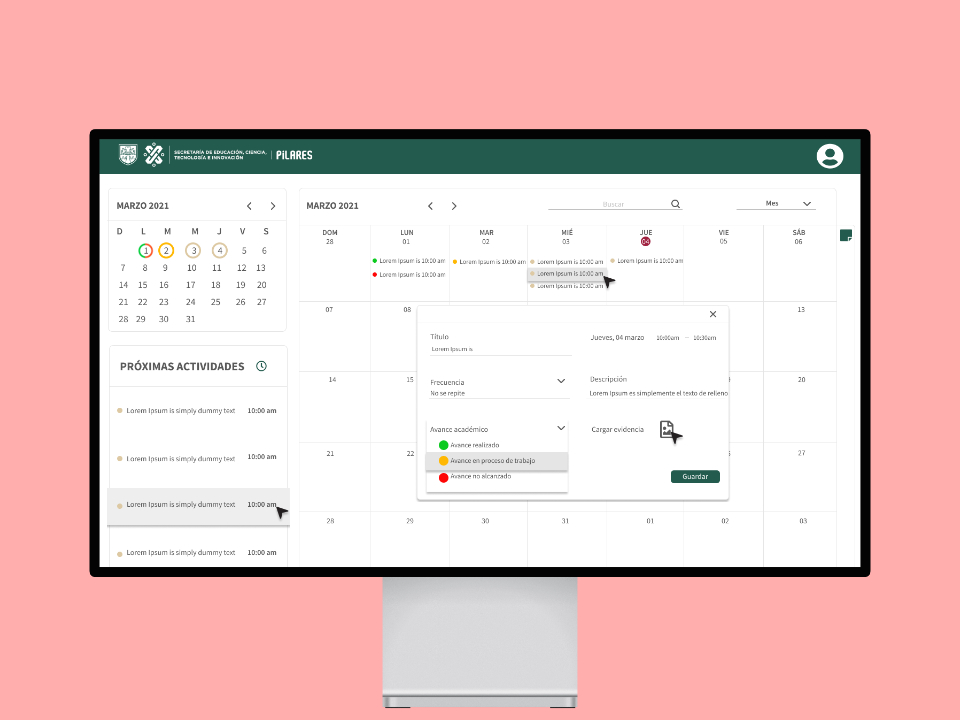 SECRETARÍA DE EDUCACIÓN, CIENCIA,
TECNOLOGÍA E INNOVACIÓN
PiLARES
MARZO 2021
D L M M J V S
1 2 3 4 5 6
7 8 9 10 11 12 13
14 15 16 17 18 19 20
21 22 23 24 25 26 27
28 29 30 31
PRÓXIMAS ACTIVIDADES
Lorem Ipsum is simply dummy text 10:00 am
Lorem Ipsum is simply dummy text 10:00 am
Lorem Ipsum is simply dummy text 10:00 am
Lorem Ipsum is simply dummy text 10:00 am
MARZO 2021
Buscar
Mes
DOM LUN MAR MIÉ JUE VIE SÁB
28 01 02 03 04 05 06
Lorem Ipsum is 10:00 am
Lorem Ipsum is 10:00 am
Lorem Ipsum is 10:00 am
Lorem Ipsum is 10:00 am
Lorem Ipsum is 10:00 am
Lorem Ipsum is 10:00 am
Lorem Ipsum is 10:00 am
07 08 13
14 15 20
21 22 27
28 29 30 31 01 02 03
Título
Lorem Ipsum is
Jueves, 04 marzo 10:00am – 10:30am
Frecuencia
No se repite
Descripción
Lorem Ipsum es simplemente el texto de relleno
Avance académico
Avance realizado
Avance en proceso de trabajo
Avance no alcanzado
Cargar evidencia
Guardar